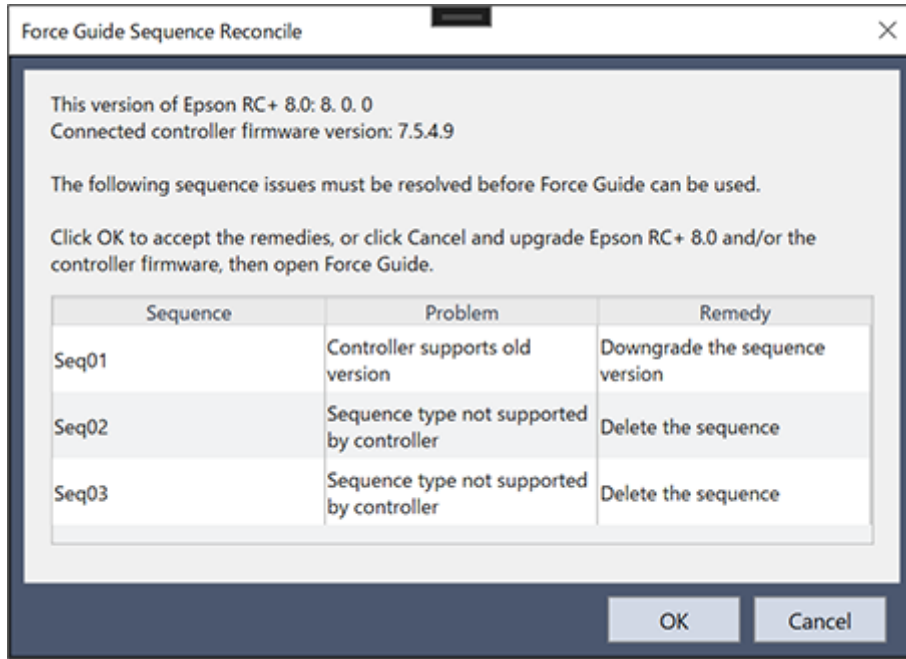 Force Guide Sequence Reconcile
This version of Epson RC+ 8.0: 8. 0. 0
Connected controller firmware version: 7.5.4.9
The following sequence issues must be resolved before Force Guide can be used.
Click OK to accept the remedies, or click Cancel and upgrade Epson RC+ 8.0 and/or the
controller firmware, then open Force Guide.
Sequence Problem Remedy
Seq01 Controller supports old version Downgrade the sequence version
Seq02 Sequence type not supported by controller Delete the sequence
Seq03 Sequence type not supported by controller Delete the sequence
OK Cancel